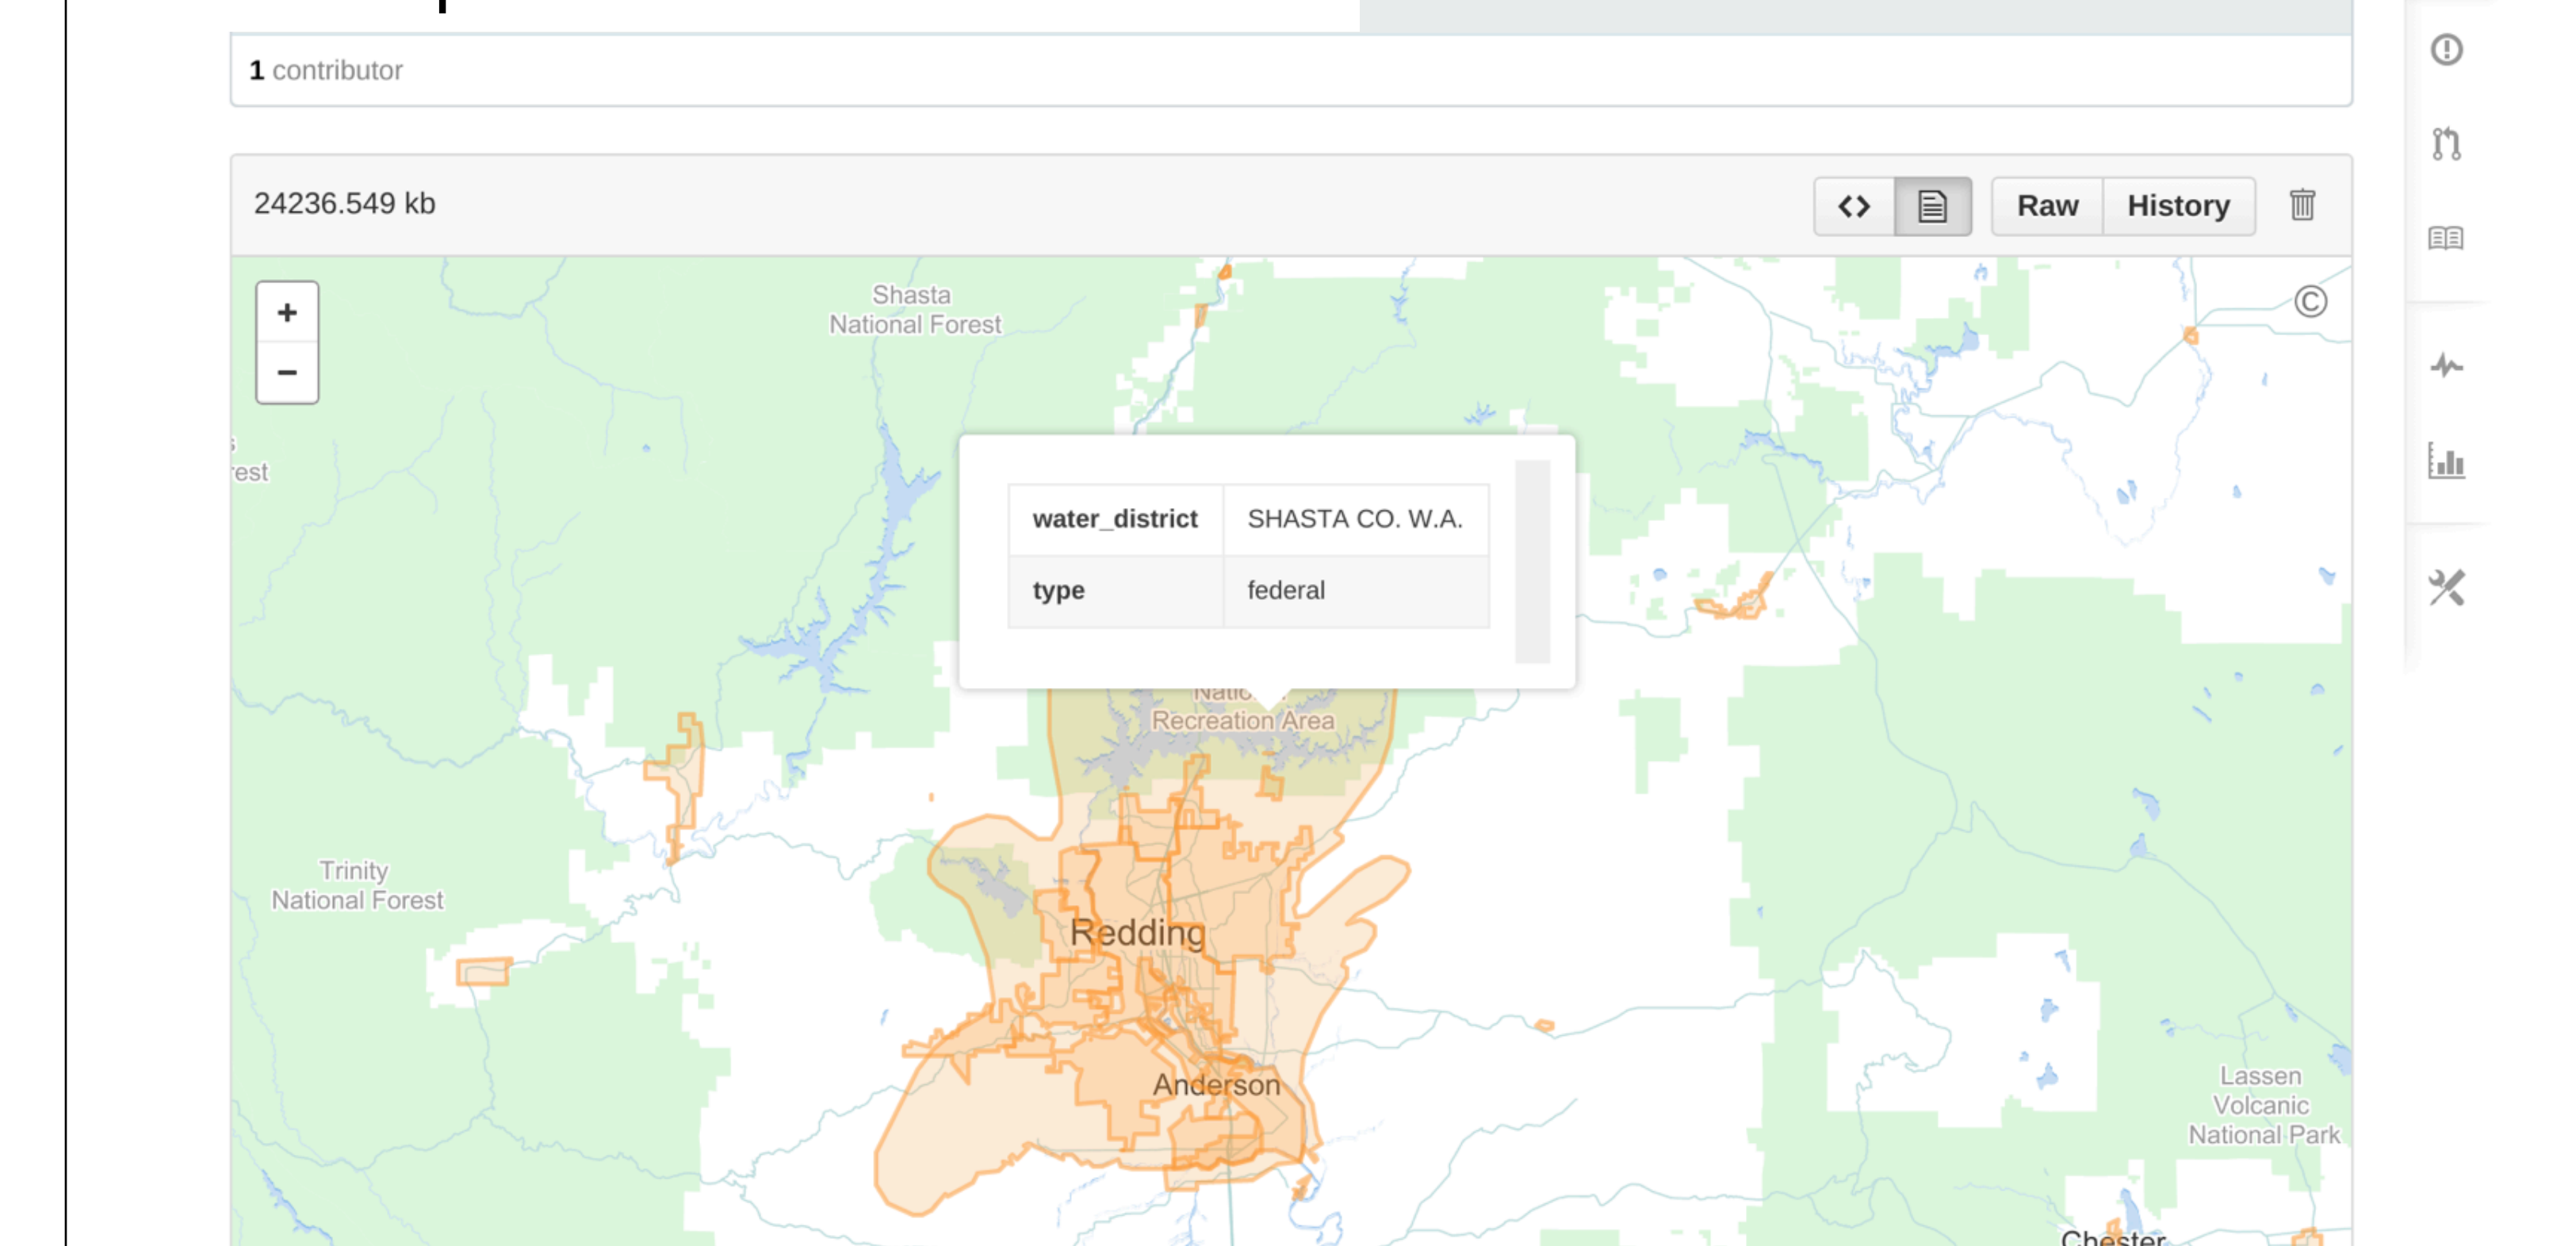 1 contributor
24236.549 kb
<> Raw History
+
−
©
Shasta
National Forest
water_district SHASTA CO. W.A.
type federal
Recreation Area
Trinity
National Forest
Redding
Anderson
Lassen
Volcanic
National Park
Chester